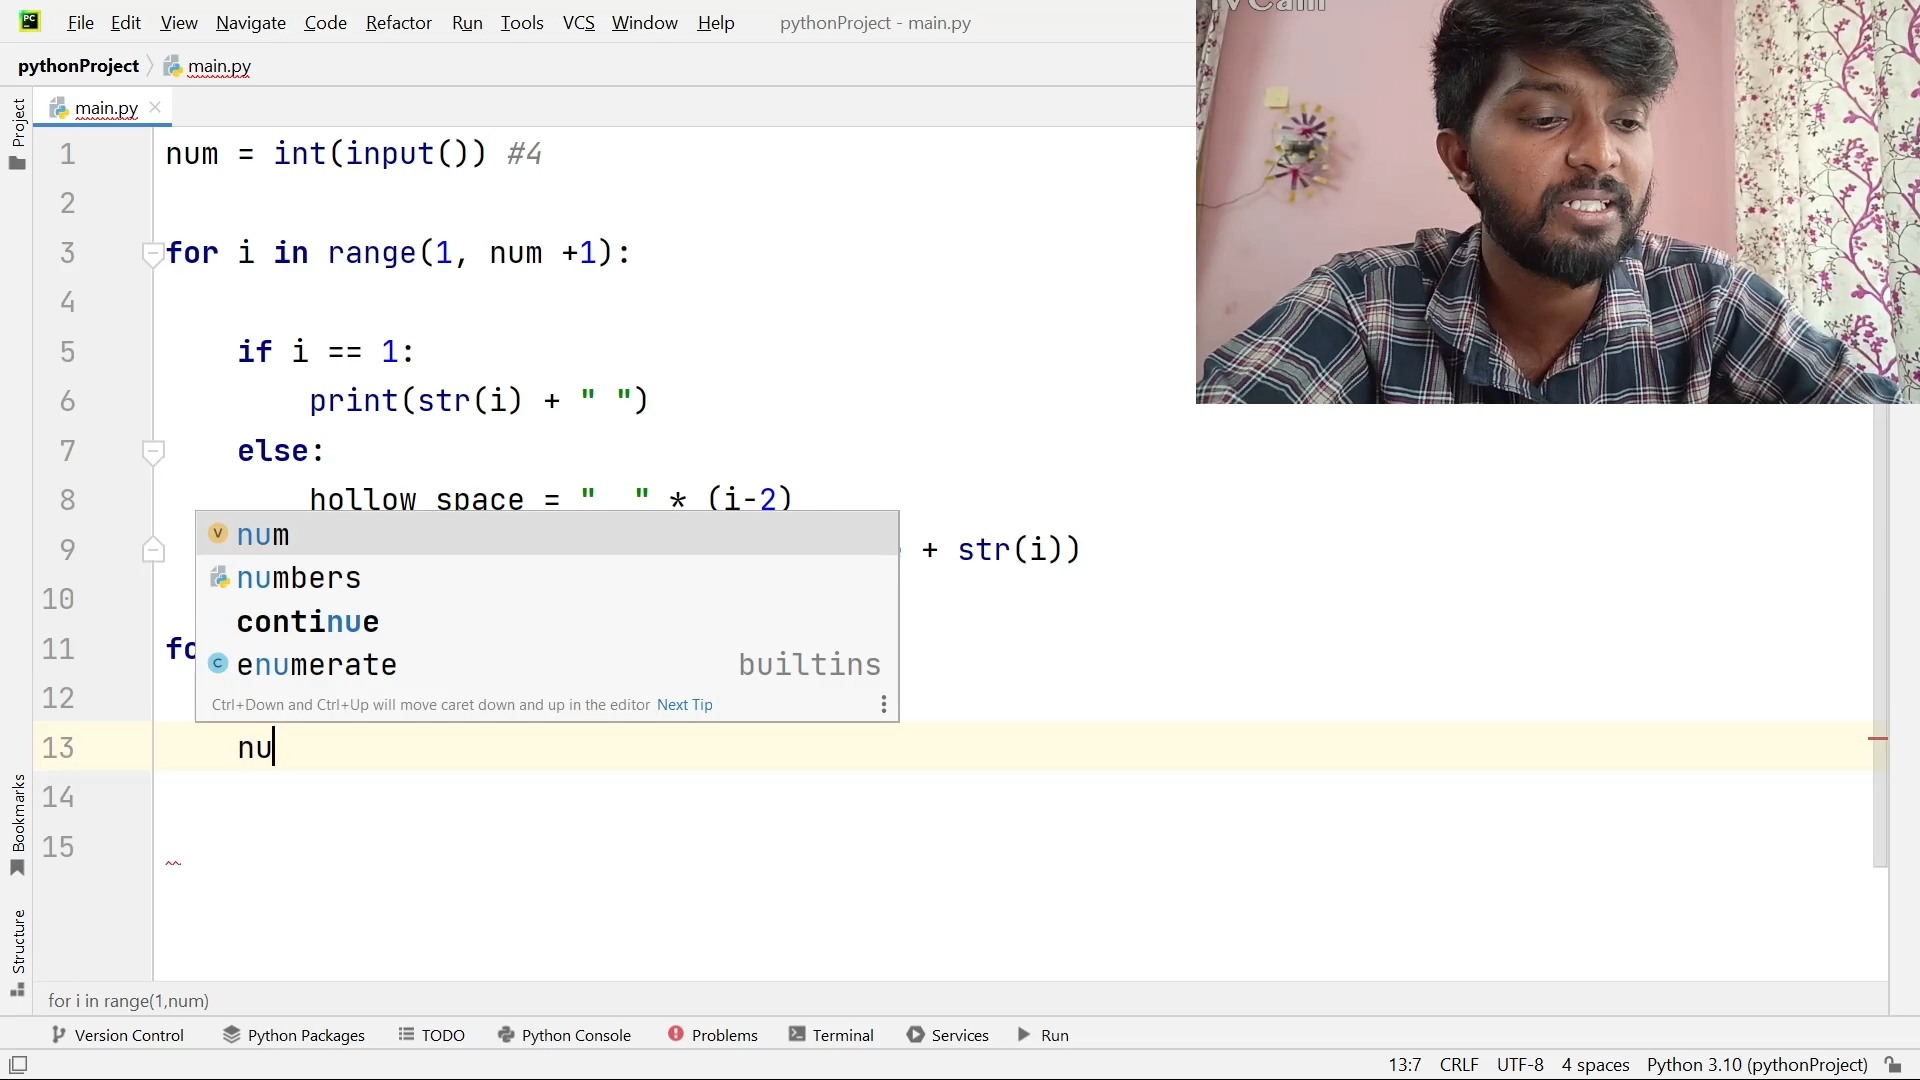 File Edit View Navigate Code Refactor Run Tools VCS Window Help pythonProject - main.py
pythonProject main.py
Project
main.py
1 num = int(input()) #4
2
3 for i in range(1, num +1):
4
5 if i == 1:
6 print(str(i) + " ")
7 else:
8 hollow_space = "  " * (i-2)
9 + str(i))
10
11 fo
12
13 nu
14
15
num
numbers
continue
enumerate builtins
Ctrl+Down and Ctrl+Up will move caret down and up in the editor Next Tip
Bookmarks
Structure
for i in range(1,num)
Version Control Python Packages TODO Python Console Problems Terminal Services Run
13:7 CRLF UTF-8 4 spaces Python 3.10 (pythonProject)